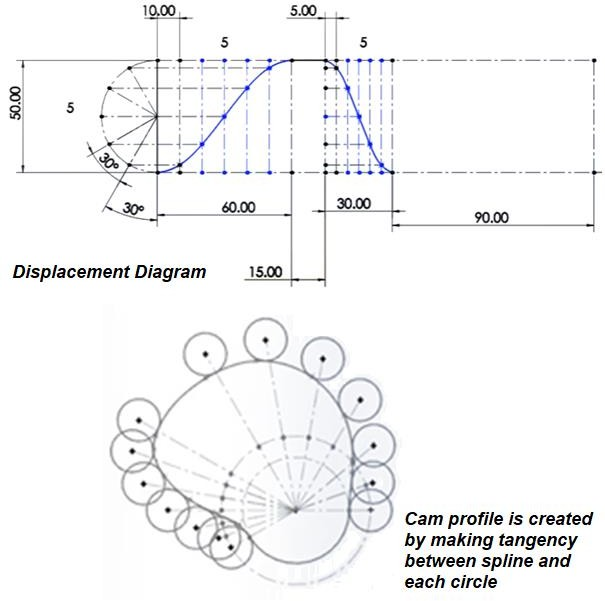 10.00
5.00
5
5
50.00
5
30°
30°
60.00
30.00
90.00
15.00
Displacement Diagram
Cam profile is created
by making tangency
between spline and
each circle